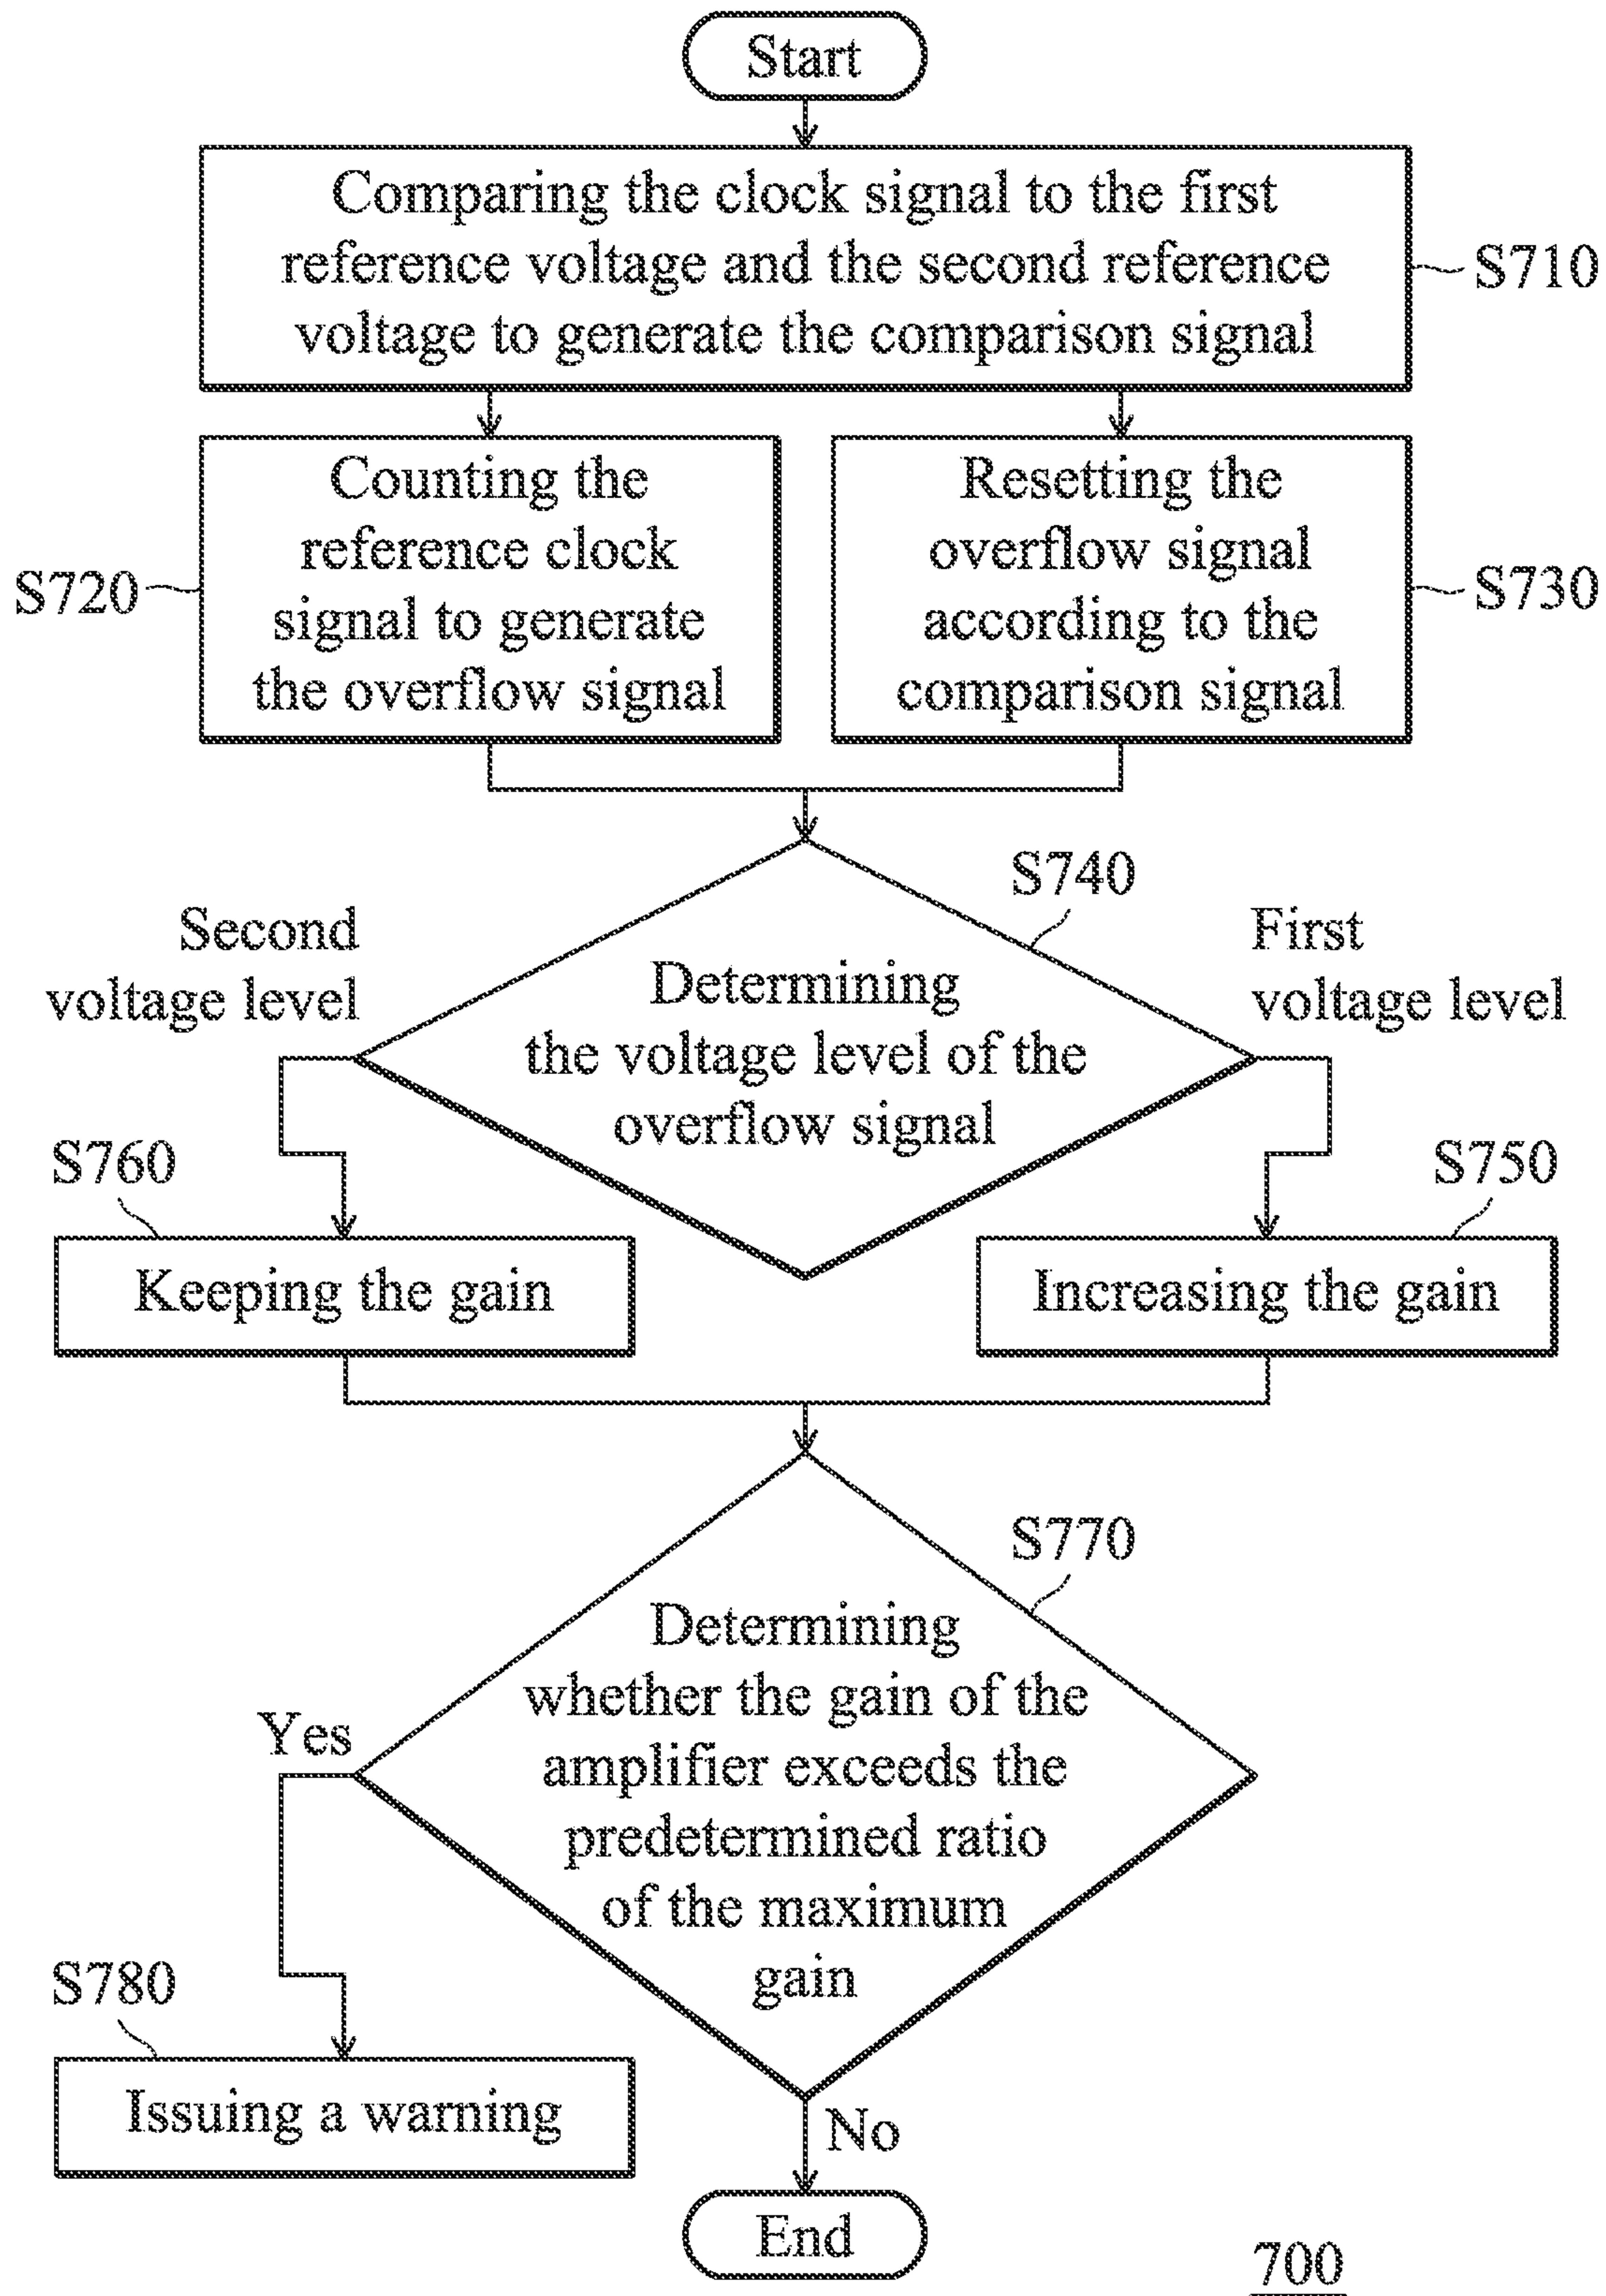 Start
Comparing the clock signal to the first
reference voltage and the second reference
voltage to generate the comparison signal
S710
Counting the
reference clock
signal to generate
the overflow signal
S720
Resetting the
overflow signal
according to the
comparison signal
S730
S740
Determining
the voltage level of the
overflow signal
Second
voltage level
First
voltage level
S760
Keeping the gain
S750
Increasing the gain
S770
Determining
whether the gain of the
amplifier exceeds the
predetermined ratio
of the maximum
gain
Yes
S780
Issuing a warning
No
End
700